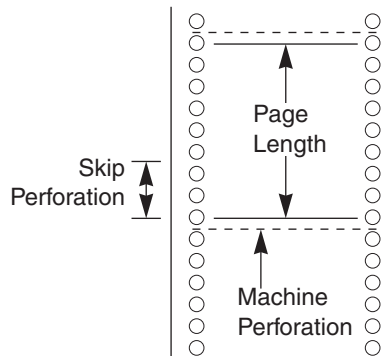 Page
Length
Skip
Perforation
Machine
Perforation